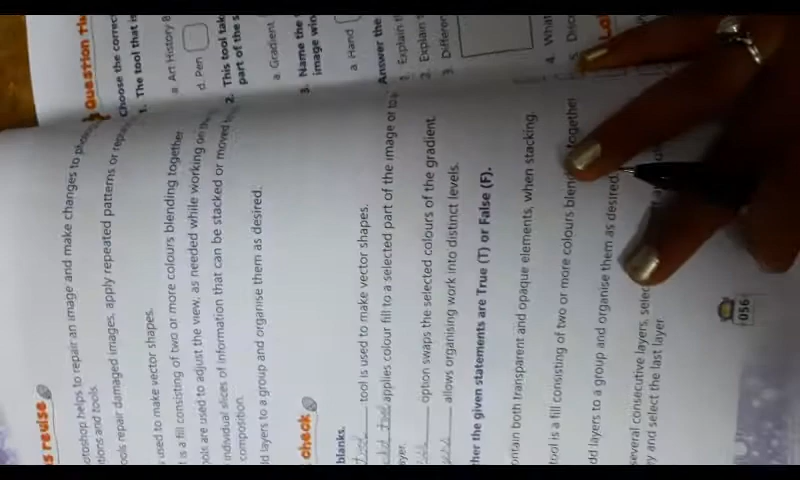 s revise
otoshop helps to repair an image and make changes to
tions and tools.
ools repair damaged images, apply repeated patterns or
used to make vector shapes.
t is a fill consisting of two or more colours blending together
ols are used to adjust the view, as needed while working on
individual slices of information that can be stacked or moved
composition.
ld layers to a group and organise them as desired.
check
blanks.
tool is used to make vector shapes.
applies colour fill to a selected part of the image or to a
ayer.
option swaps the selected colours of the gradient.
allows organising work into distinct levels.
ther the given statements are True (T) or False (F).
ontain both transparent and opaque elements, when stacking.
tool is a fill consisting of two or more colours blend together
dd layers to a group and organise them as desired
several consecutive layers, selec
ry and select the last layer
056
Question
Choose the correc
1. The tool that is
a. Art History B
d. Pen
2. This tool tak
part of the s
a. Gradient
3. Name the
image wi
a. Hand
Answer the
1. Explain t
2. Explain
3. Differen
4. What
5. Disc